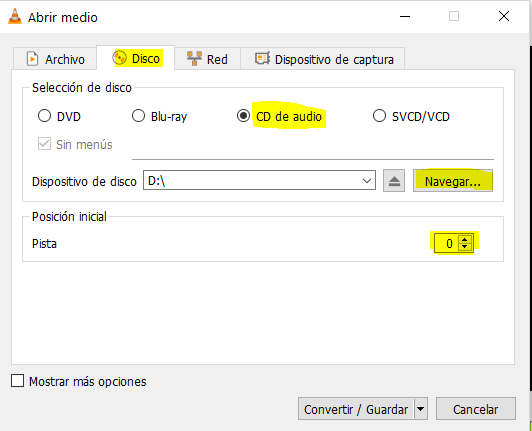 Abrir medio
Archivo Disco Red Dispositivo de captura
Selección de disco
DVD Blu-ray CD de audio SVCD/VCD
Sin menús
Dispositivo de disco D:\ Navegar...
Posición inicial
Pista 0
Mostrar más opciones
Convertir / Guardar Cancelar